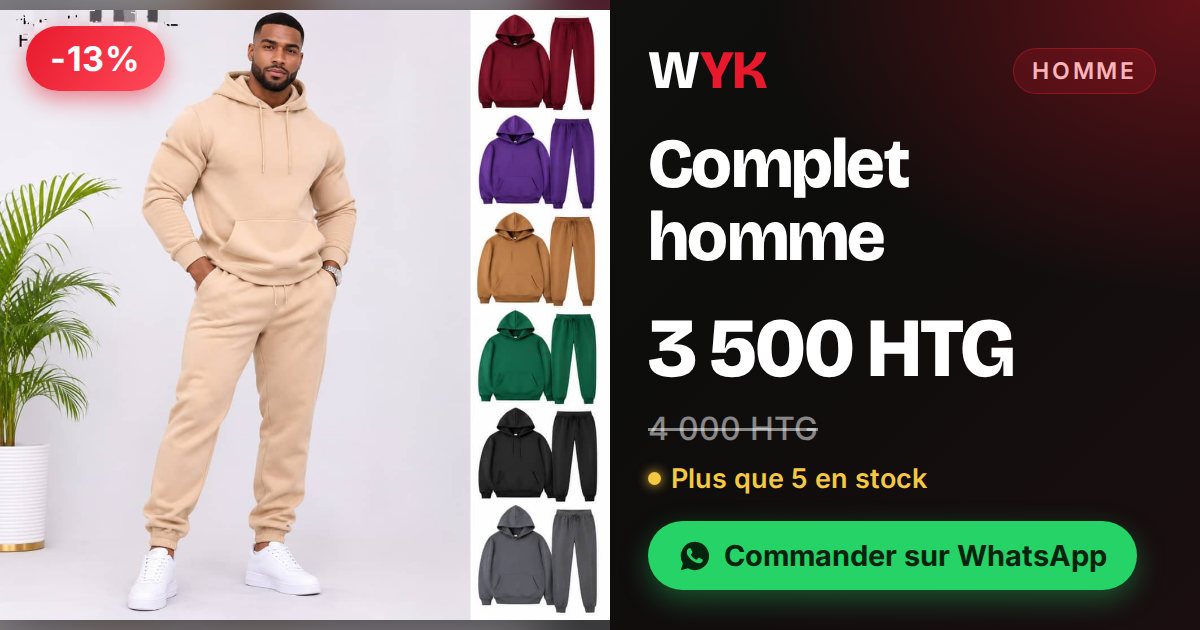 -13%
WYK
HOMME
Complet
homme
3 500 HTG
4 000 HTG
Plus que 5 en stock
Commander sur WhatsApp